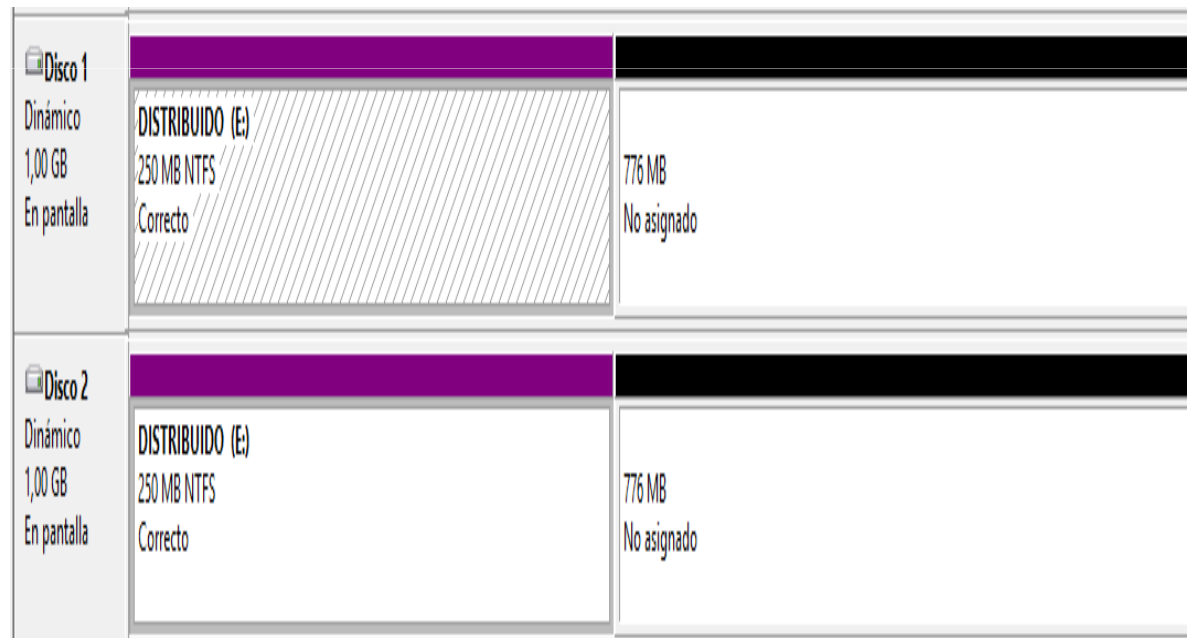 Disco 1
Dinámico
1,00 GB
En pantalla
DISTRIBUIDO (E:)
250 MB NTFS
Correcto
776 MB
No asignado
Disco 2
Dinámico
1,00 GB
En pantalla
DISTRIBUIDO (E:)
250 MB NTFS
Correcto
776 MB
No asignado